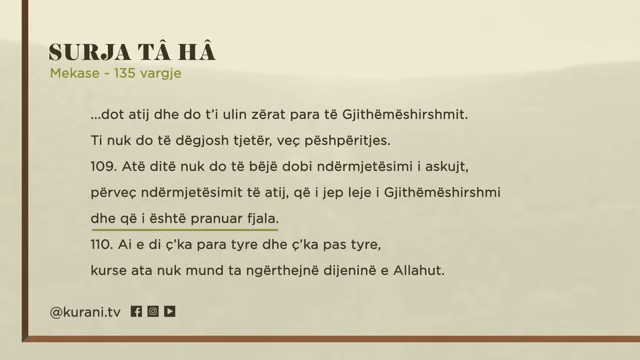 SURJA TÂ HÂ
Mekase - 135 vargje
...dot atij dhe do t'i ulin zërat para të Gjithëmëshirshmit.
Ti nuk do të dëgjosh tjetër, veç pëshpëritjes.
109. Atë ditë nuk do të bëjë dobi ndërmjetësimi i askujt,
përveç ndërmjetësimit të atij, që i jep leje i Gjithëmëshirshmi
dhe që i është pranuar fjala.
110. Ai e di ç'ka para tyre dhe ç'ka pas tyre,
kurse ata nuk mund ta ngërthejnë dijeninë e Allahut.
@kurani.tv